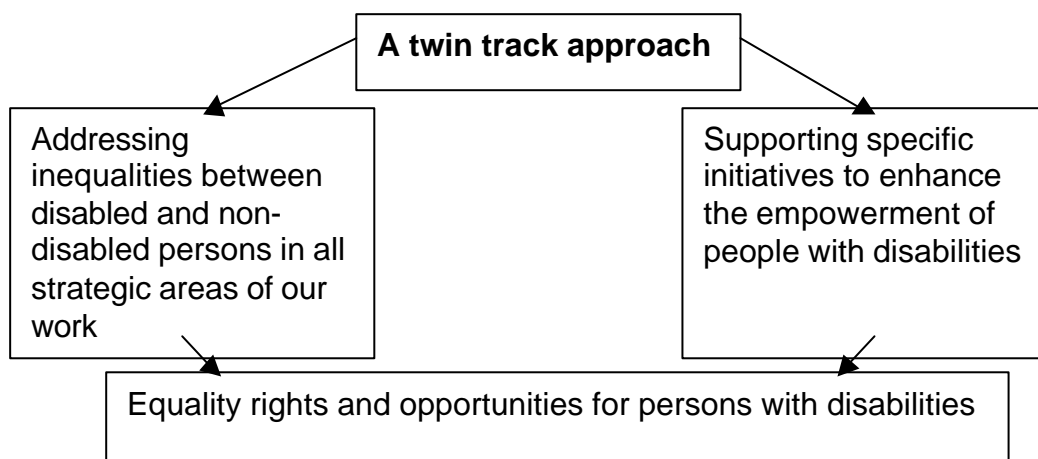 A twin track approach
Addressing
inequalities between
disabled and non-
disabled persons in all
strategic areas of our
work
Supporting specific
initiatives to enhance
the empowerment of
people with disabilities
Equality rights and opportunities for persons with disabilities